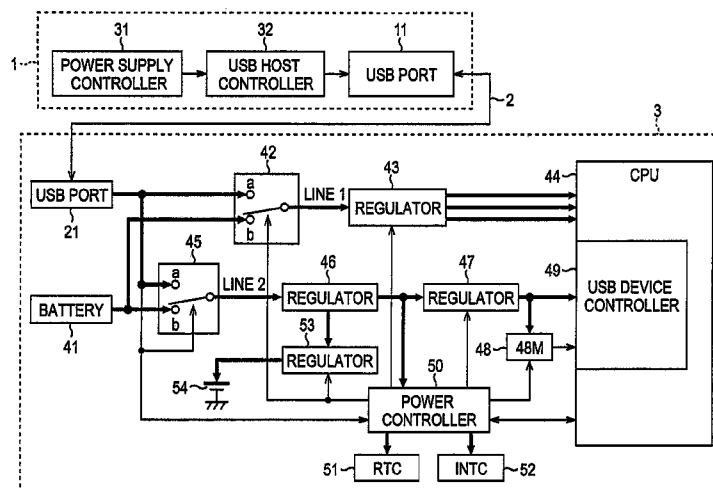 31
32
11
1
POWER SUPPLY
CONTROLLER
USB HOST
CONTROLLER
USB PORT
2
3
42
43
44
CPU
a
LINE 1
REGULATOR
USB PORT
21
b
45
46
47
49
a
LINE 2
REGULATOR
REGULATOR
USB DEVICE
CONTROLLER
BATTERY
41
b
53
REGULATOR
48
48M
50
54
POWER
CONTROLLER
51
RTC
INTC
52